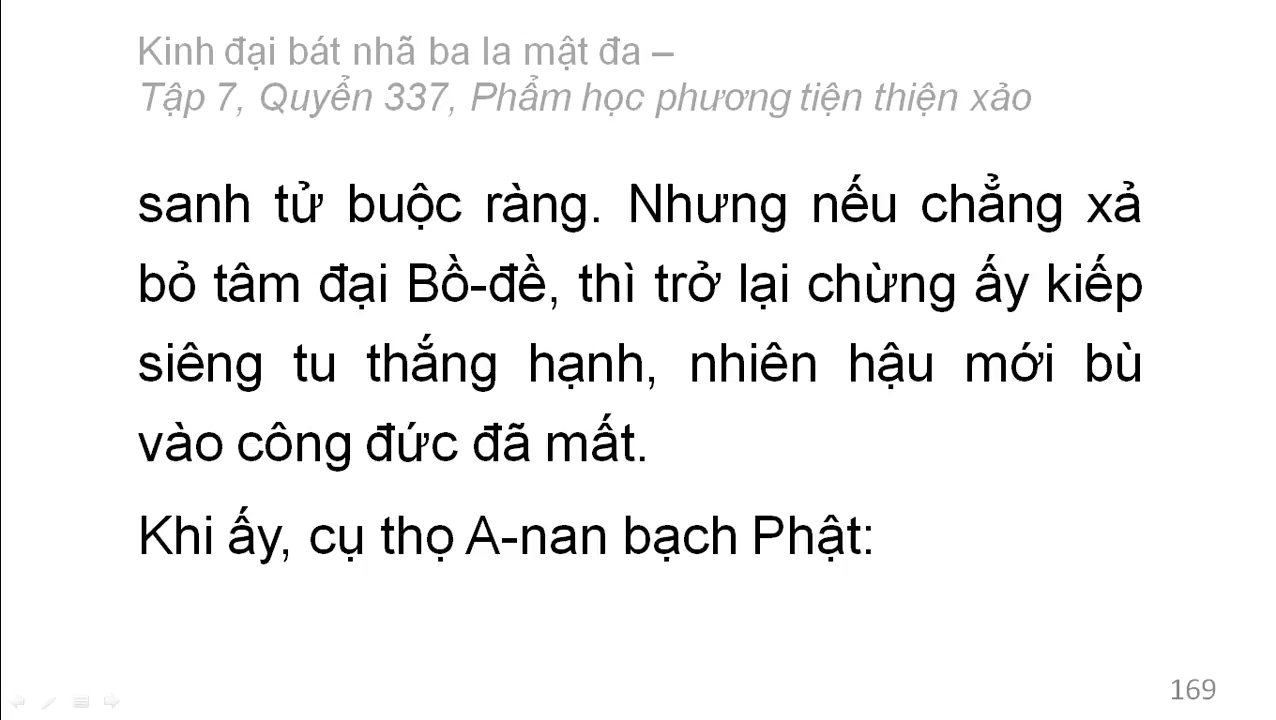 Kinh đại bát nhã ba la mật đa –
Tập 7, Quyển 337, Phẩm học phương tiện thiện xảo
sanh tử buộc ràng. Nhưng nếu chẳng xả
bỏ tâm đại Bồ-đề, thì trở lại chừng ấy kiếp
siêng tu thắng hạnh, nhiên hậu mới bù
vào công đức đã mất.
Khi ấy, cụ thọ A-nan bạch Phật:
169